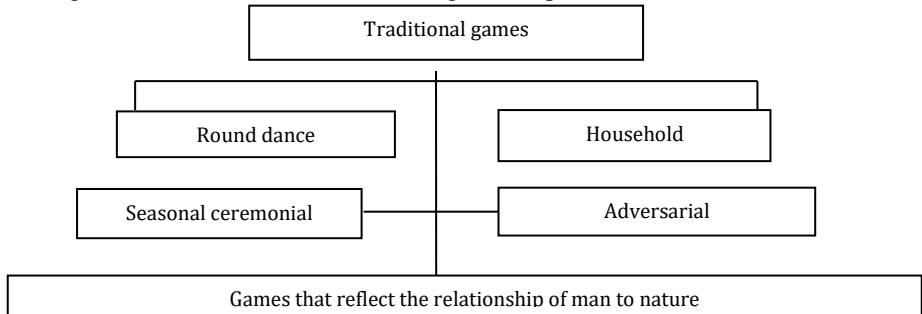 Traditional games
Round dance
Household
Seasonal ceremonial
Adversarial
Games that reflect the relationship of man to nature